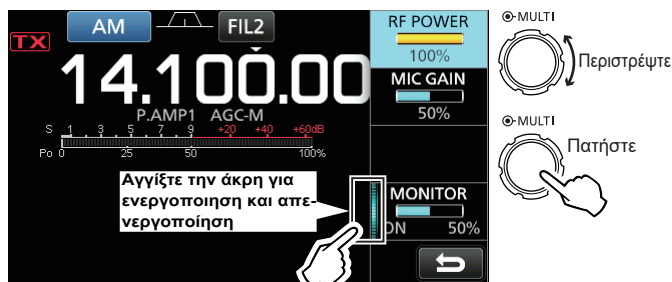 TX
AM
FIL2
14.100.00
P.AMP1 AGC-M
S 1 3 5 7 9 +20 +40 +60dB
Po 0 25 50 100%
Αγγίξτε την άκρη για
ενεργοποιηση και απε-
νεργοποίηση
RF POWER
100%
MIC GAIN
50%
MONITOR
ON 50%
MULTI
Περιστρέψτε
MULTI
Πατήστε